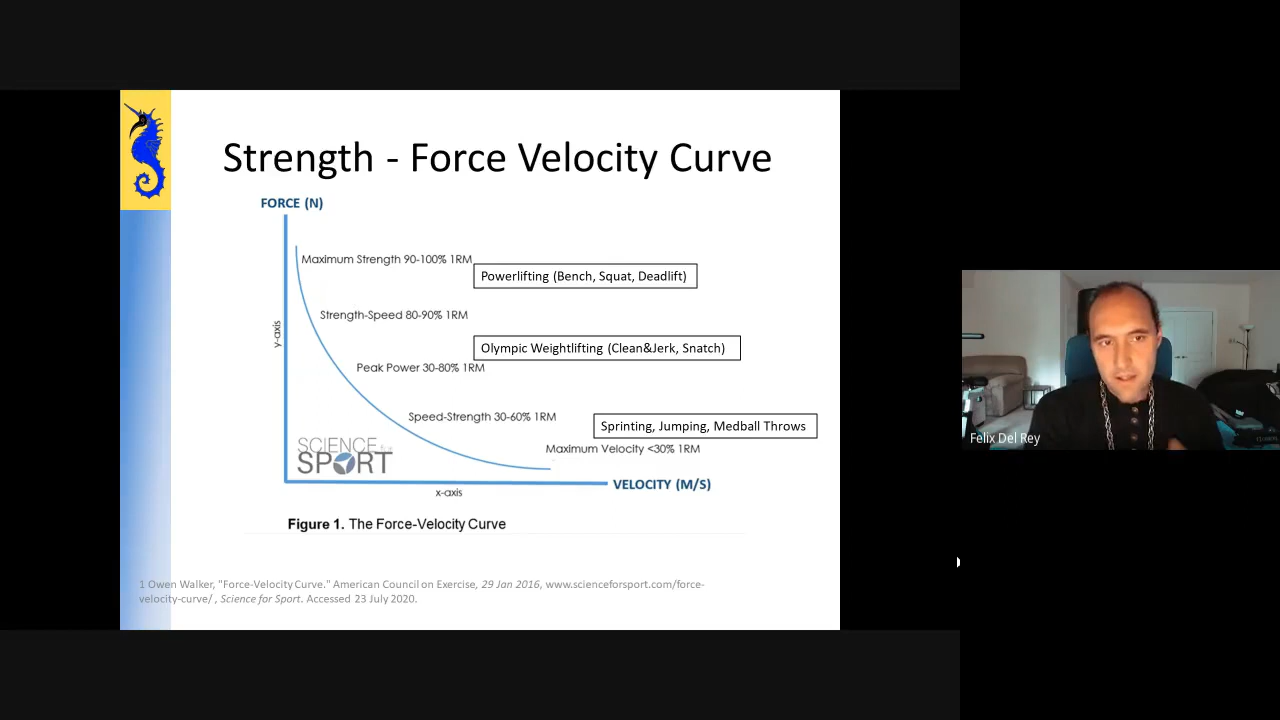 Strength - Force Velocity Curve
FORCE (N)
Maximum Strength 90-100% 1RM
Powerlifting (Bench, Squat, Deadlift)
Strength-Speed 80-90% 1RM
y-axis
Olympic Weightlifting (Clean&Jerk, Snatch)
Peak Power 30-80% 1RM
Speed-Strength 30-60% 1RM
Sprinting, Jumping, Medball Throws
Maximum Velocity <30% 1RM
SCIENCE for
SPORT
VELOCITY (M/S)
x-axis
Figure 1. The Force-Velocity Curve
1 Owen Walker, "Force-Velocity Curve." American Council on Exercise, 29 Jan 2016, www.scienceforsport.com/force-
velocity-curve/ , Science for Sport. Accessed 23 July 2020.
Felix Del Rey